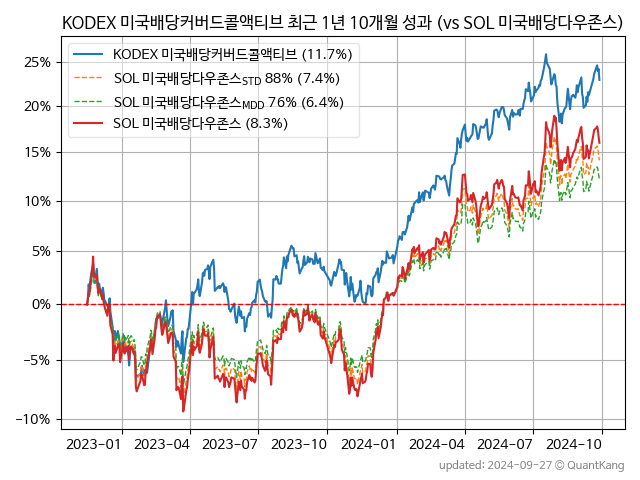 KODEX 미국배당커버드콜액티브 최근 1년 10개월 성과 (vs SOL 미국배당다우존스)
KODEX 미국배당커버드콜액티브 (11.7%)
SOL 미국배당다우존스STD 88% (7.4%)
SOL 미국배당다우존스MDD 76% (6.4%)
SOL 미국배당다우존스 (8.3%)
25%
20%
15%
10%
5%
0%
−5%
−10%
2023-01 2023-04 2023-07 2023-10 2024-01 2024-04 2024-07 2024-10
updated: 2024-09-27 © QuantKang